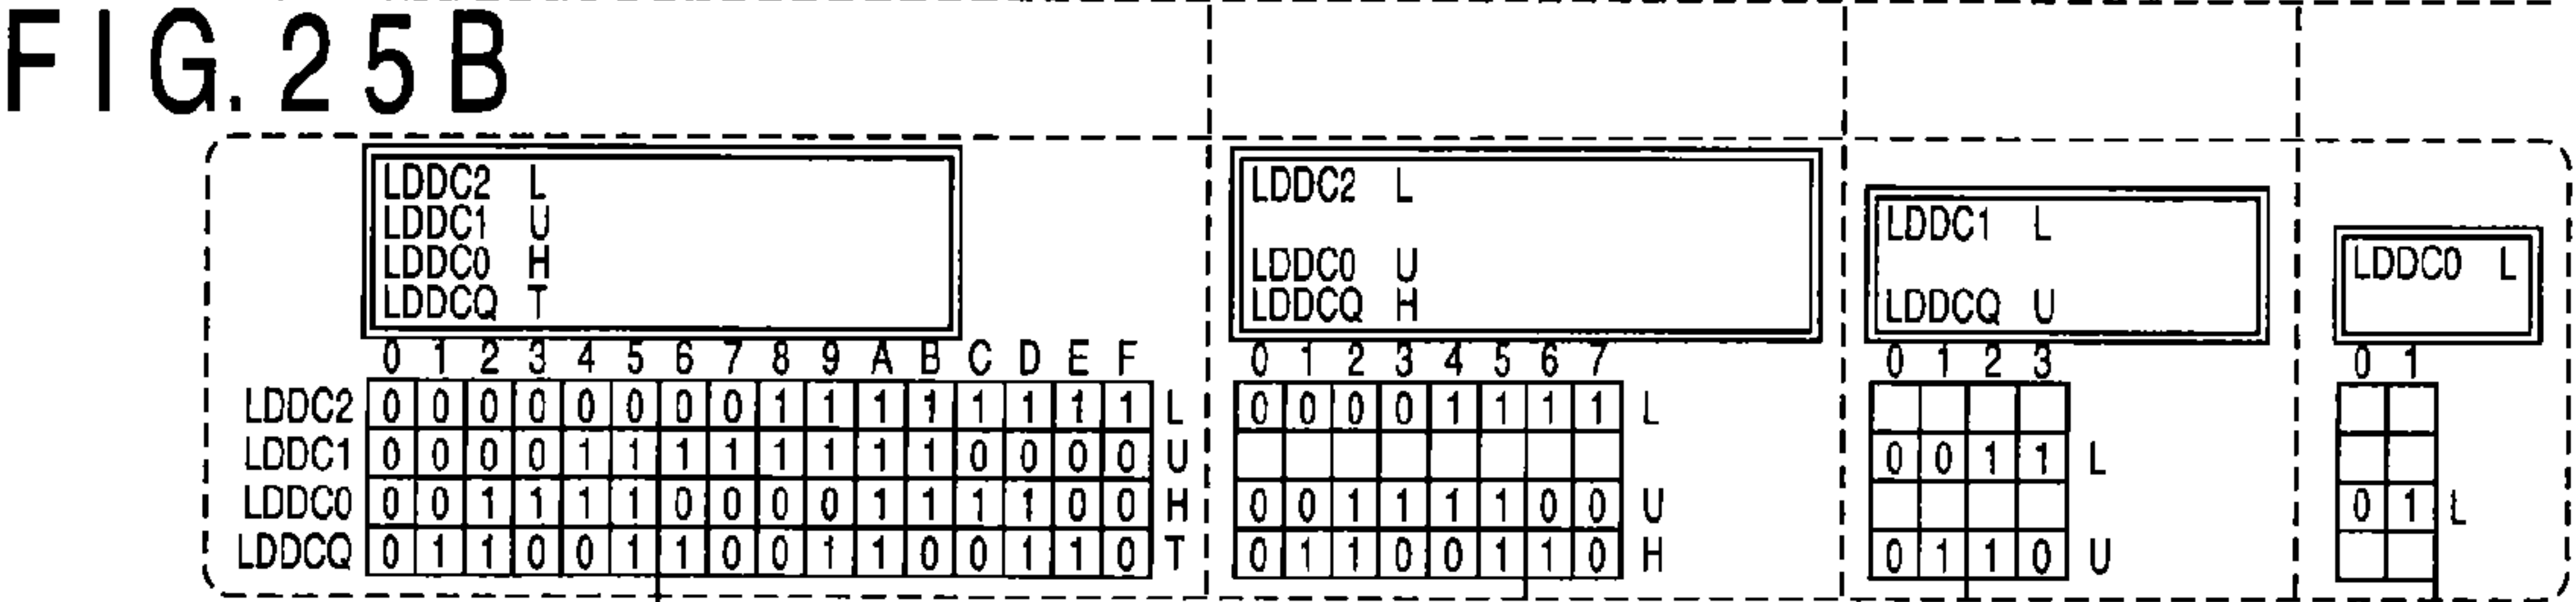 FIG. 25B
LDDC2 L
LDDC1 U
LDDC0 H
LDDCQ T
0 1 2 3 4 5 6 7 8 9 A B C D E F
LDDC2 0 0 0 0 0 0 0 0 1 1 1 1 1 1 1 1 L
LDDC1 0 0 0 0 1 1 1 1 1 1 1 1 0 0 0 0 U
LDDC0 0 0 1 1 1 1 0 0 0 0 1 1 1 1 0 0 H
LDDCQ 0 1 1 0 0 1 1 0 0 1 1 0 0 1 1 0 T
LDDC2 L
LDDC0 U
LDDCQ H
0 1 2 3 4 5 6 7
0 0 0 0 1 1 1 1 L
0 0 1 1 1 1 0 0 U
0 1 1 0 0 1 1 0 H
LDDC1 L
LDDCQ U
0 1 2 3
0 0 1 1 L
0 1 1 0 U
LDDC0 L
0 1
0 1 L